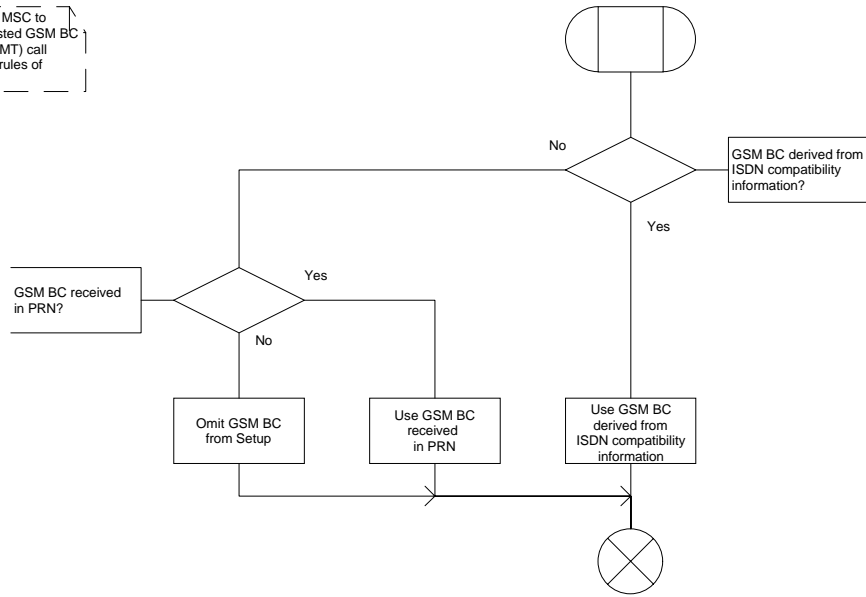 MSC to
sted GSM BC
MT) call
rules of
No
GSM BC derived from
ISDN compatibility
information?
Yes
GSM BC received
in PRN?
Yes
No
Omit GSM BC
from Setup
Use GSM BC
received
in PRN
Use GSM BC
derived from
ISDN compatibility
information